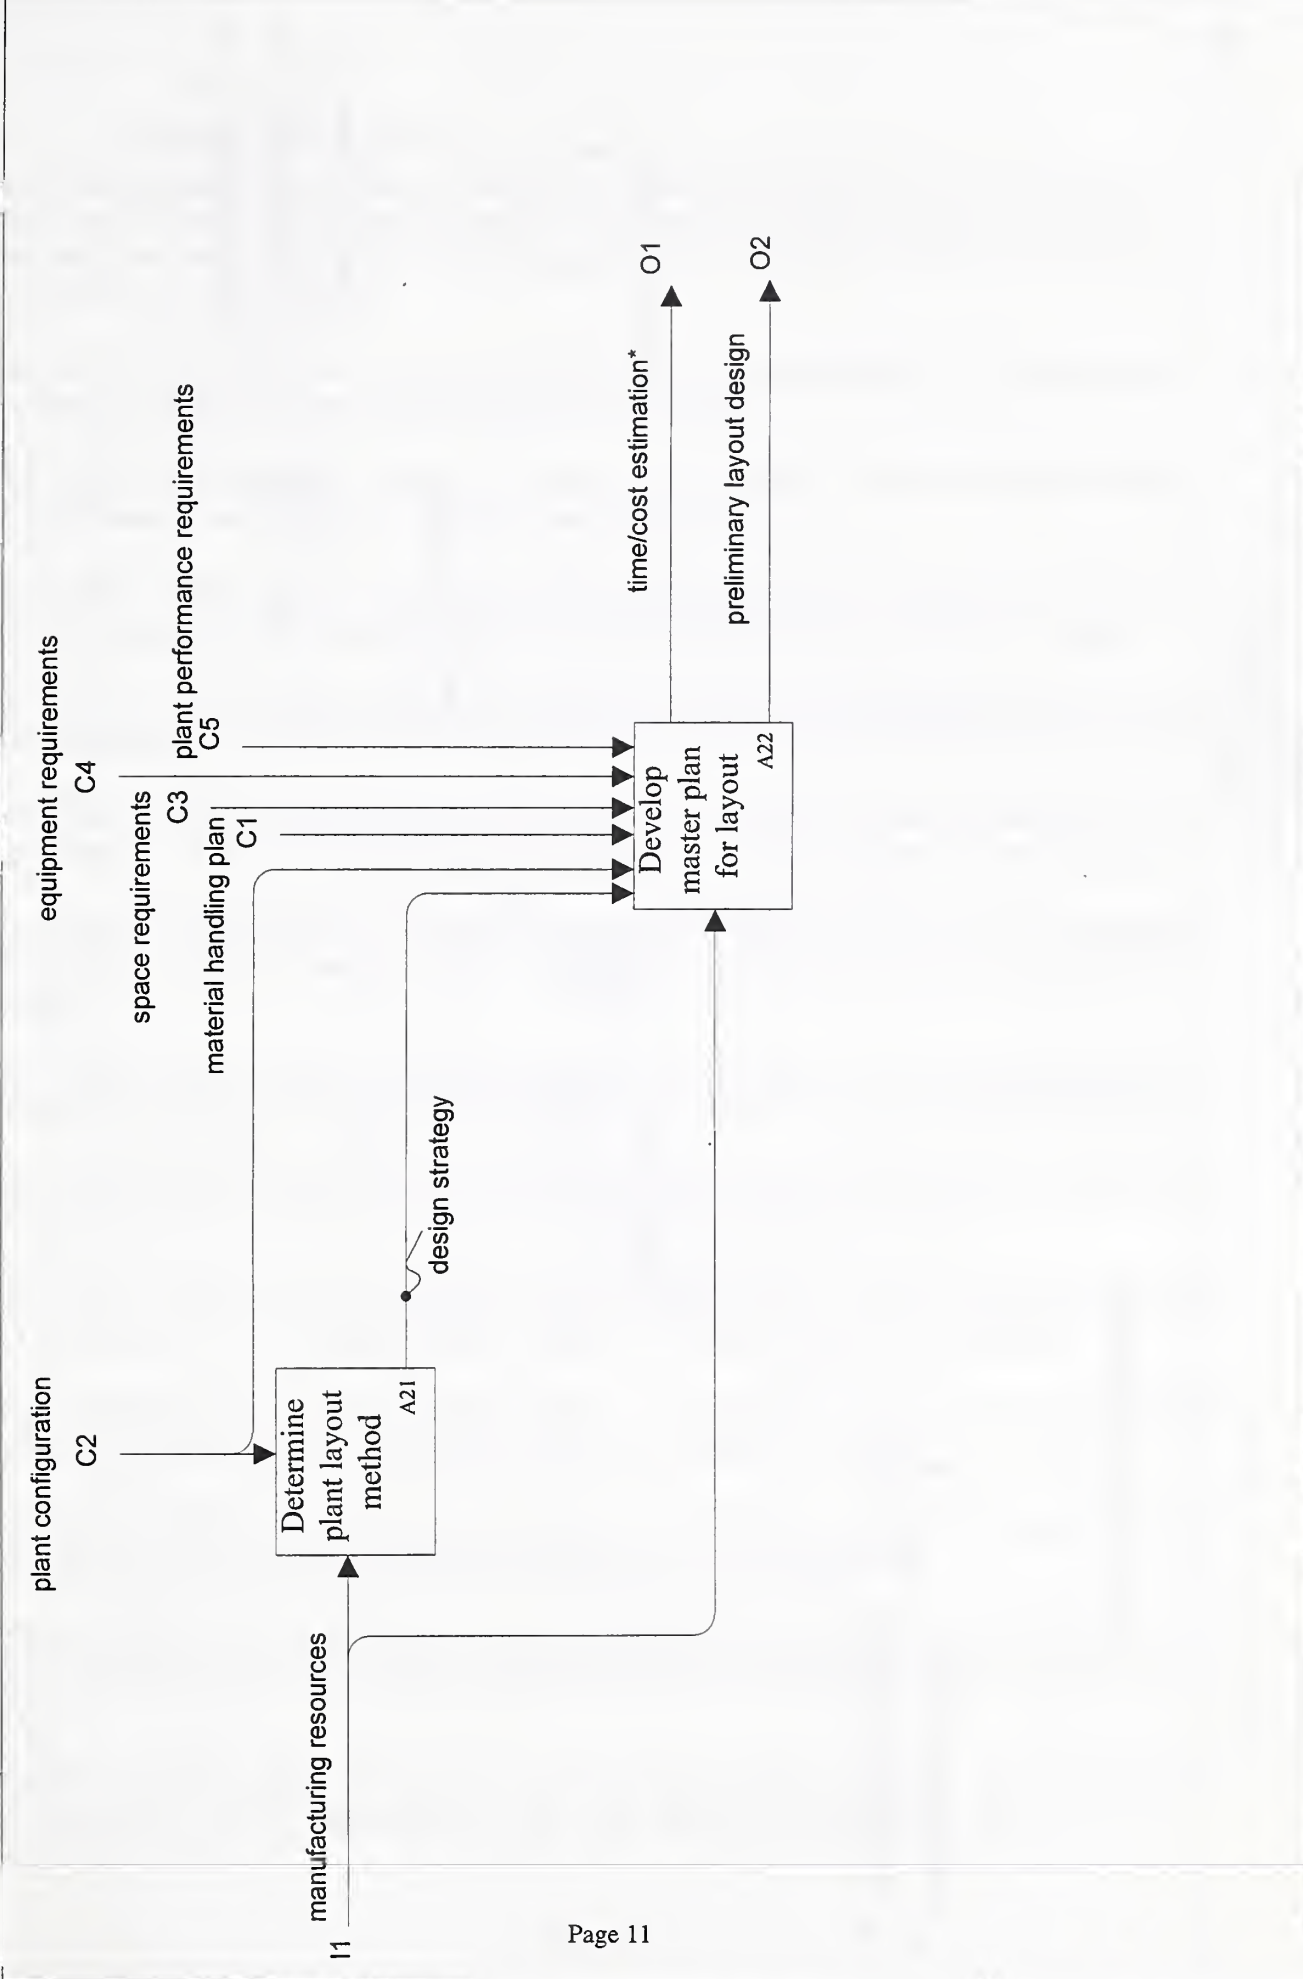 plant configuration
C2
equipment requirements
C4
space requirements
C3
plant performance requirements
C5
material handling plan
C1
manufacturing resources
I1
Determine
plant layout
method
A21
design strategy
Develop
master plan
for layout
A22
time/cost estimation*
O1
preliminary layout design
O2
Page 11